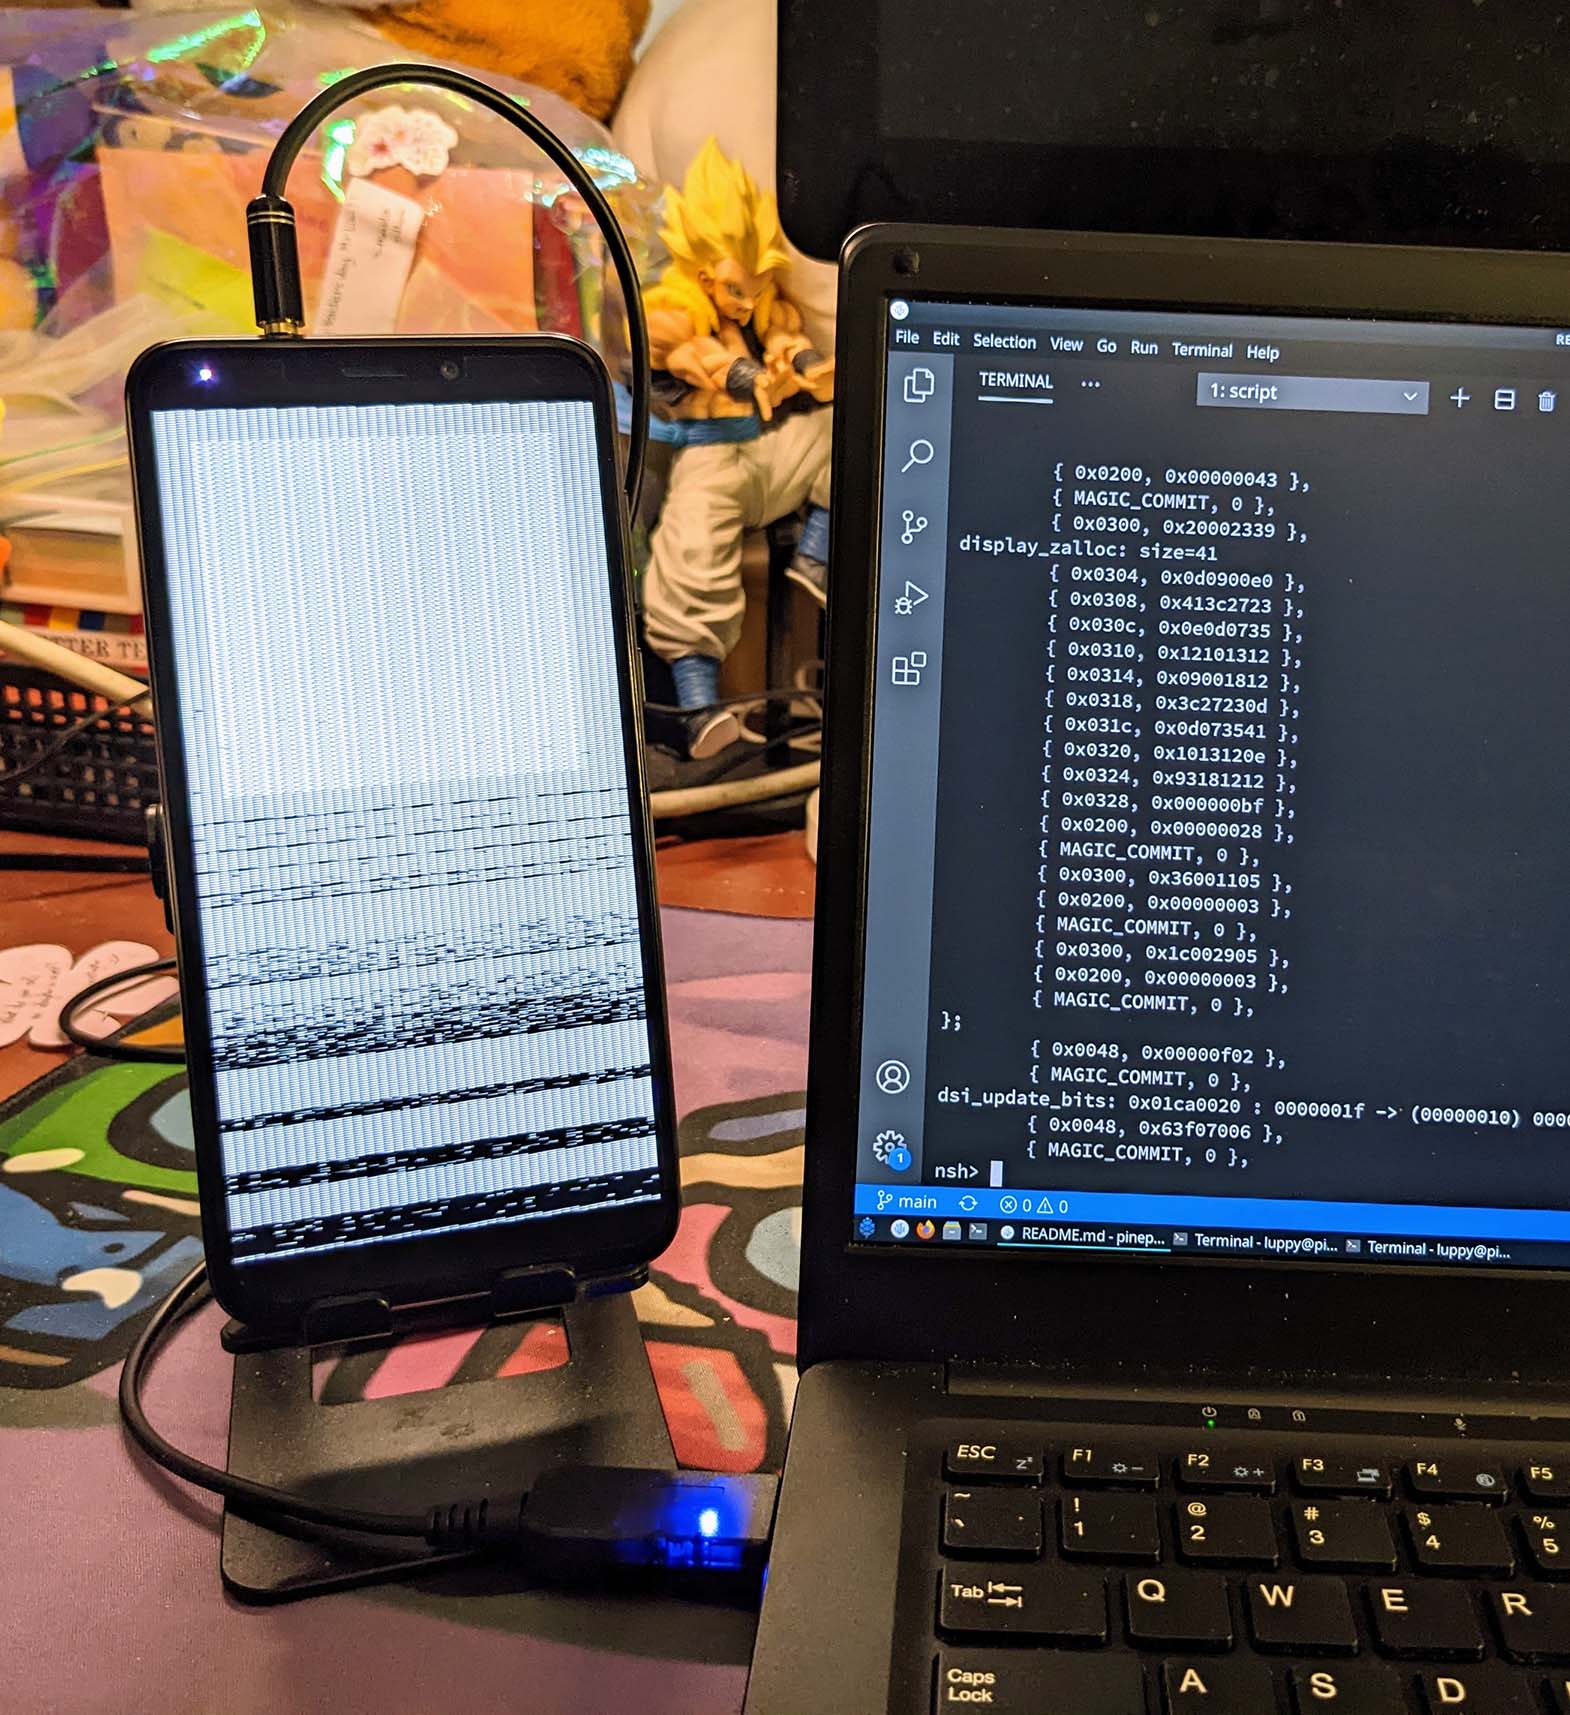 TTER TE
File Edit Selection View Go Run Terminal Help
RE
TERMINAL ...
1: script
{ 0x0200, 0x00000043 },
{ MAGIC_COMMIT, 0 },
{ 0x0300, 0x20002339 },
display_zalloc: size=41
{ 0x0304, 0x0d0900e0 },
{ 0x0308, 0x413c2723 },
{ 0x030c, 0x0e0d0735 },
{ 0x0310, 0x12101312 },
{ 0x0314, 0x09001812 },
{ 0x0318, 0x3c27230d },
{ 0x031c, 0x0d073541 },
{ 0x0320, 0x1013120e },
{ 0x0324, 0x93181212 },
{ 0x0328, 0x000000bf },
{ 0x0200, 0x00000028 },
{ MAGIC_COMMIT, 0 },
{ 0x0300, 0x36001105 },
{ 0x0200, 0x00000003 },
{ MAGIC_COMMIT, 0 },
{ 0x0300, 0x1c002905 },
{ 0x0200, 0x00000003 },
{ MAGIC_COMMIT, 0 },
};
{ 0x0048, 0x00000f02 },
{ MAGIC_COMMIT, 0 },
dsi_update_bits: 0x01ca0020 : 0000001f -> (00000010) 000
{ 0x0048, 0x63f07006 },
{ MAGIC_COMMIT, 0 },
nsh>
1
main 0 0
README.md - pinep... Terminal - luppy@pi... Terminal - luppy@pi...
ESC F1 F2 F3 F4 F5
~ ! @ # $ %
` 1 2 3 4 5
Tab Q W E R
Caps Lock A S D